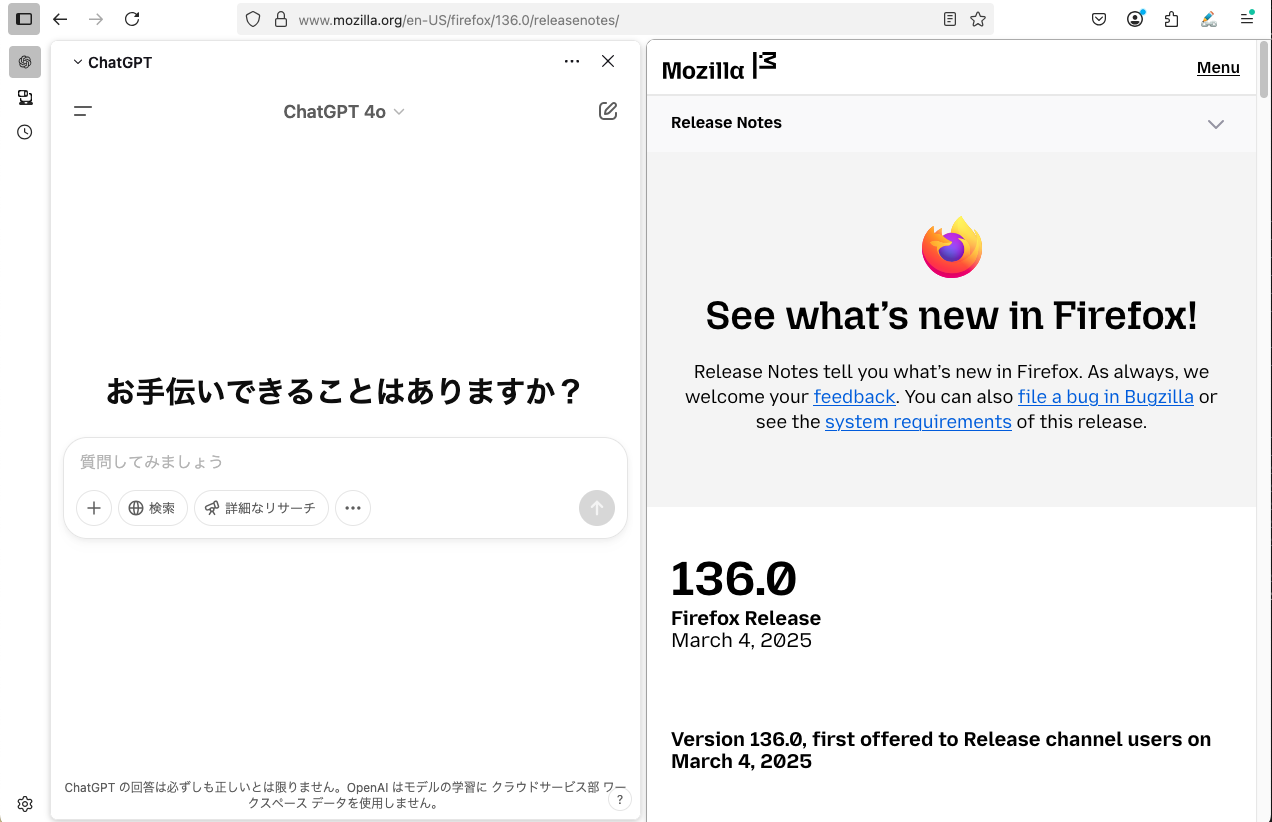 www.mozilla.org/en-US/firefox/136.0/releasenotes/
ChatGPT
ChatGPT 4o
お手伝いできることはありますか？
質問してみましょう
検索
詳細なリサーチ
ChatGPT の回答は必ずしも正しいとは限りません。OpenAI はモデルの学習に クラウドサービス部 ワー
クスペース データを使用しません。
?
Mozilla
Menu
Release Notes
See what’s new in Firefox!
Release Notes tell you what’s new in Firefox. As always, we
welcome your feedback. You can also file a bug in Bugzilla or
see the system requirements of this release.
136.0
Firefox Release
March 4, 2025
Version 136.0, first offered to Release channel users on
March 4, 2025